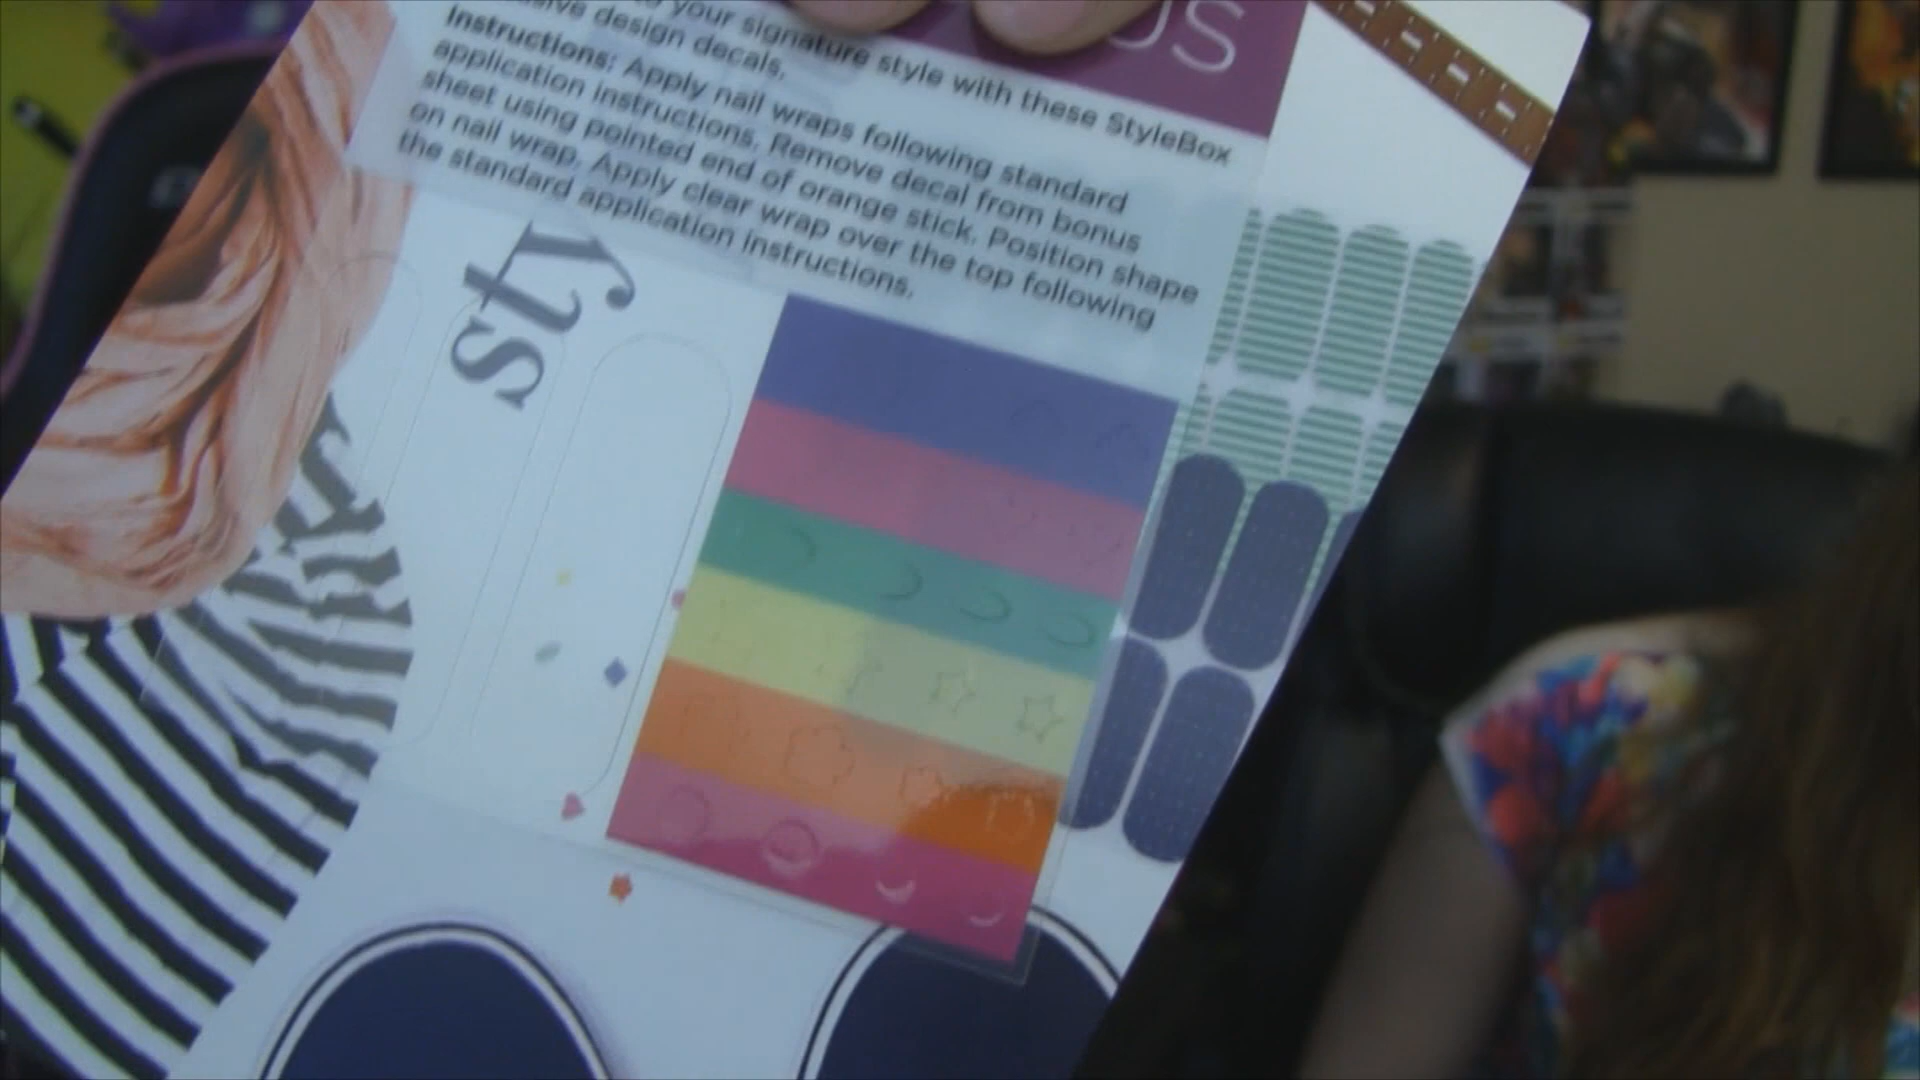 US
your signature style with these StyleBox
design decals.
Instructions: Apply nail wraps following standard
application instructions. Remove decal from bonus
sheet using pointed end of orange stick. Position shape
on nail wrap. Apply clear wrap over the top following
the standard application instructions.
sty